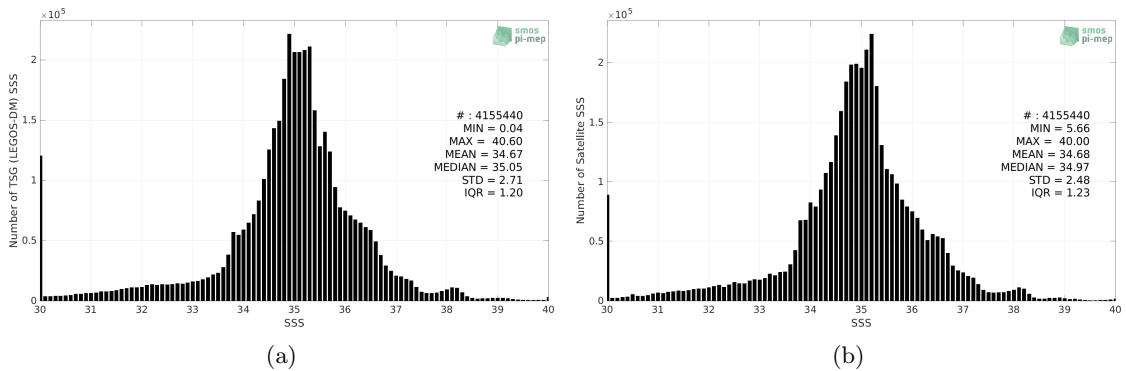 ×10⁵
smos
pi-mep
2
1.5
1
0.5
0
Number of TSG (LEGOS-DM) SSS
# : 4155440
MIN = 0.04
MAX = 40.60
MEAN = 34.67
MEDIAN = 35.05
STD = 2.71
IQR = 1.20
30 31 32 33 34 35 36 37 38 39 40
SSS
(a)
×10⁵
smos
pi-mep
2
1.5
1
0.5
0
Number of Satellite SSS
# : 4155440
MIN = 5.66
MAX = 40.00
MEAN = 34.68
MEDIAN = 34.97
STD = 2.48
IQR = 1.23
30 31 32 33 34 35 36 37 38 39 40
SSS
(b)